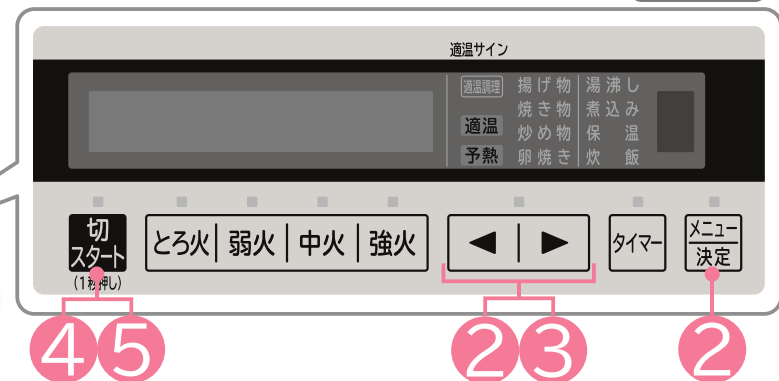 適温サイン
適温調理 揚げ物 湯沸し
焼き物 煮込み
適温 炒め物 保 温
予熱 卵焼き 炊 飯
切
スタート
(1秒押し)
とろ火 弱火 中火 強火
◀ ▶
タイマー
メニュー
決定
4 5 2 3 2